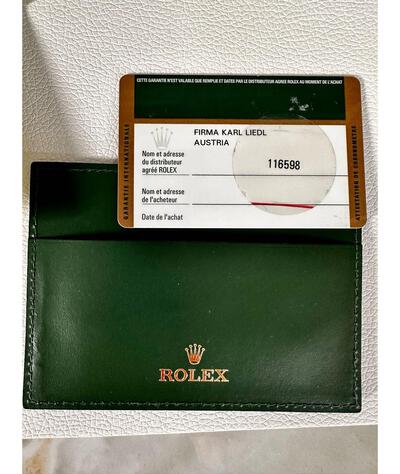 CETTE GARANTIE N'EST VALABLE QUE REMPLIE ET DATEE PAR LE DISTRIBUTEUR AGREE ROLEX AU MOMENT DE L'ACHAT
GARANTIE INTERNATIONALE
FIRMA KARL LIEDL
AUSTRIA
Nom et adresse
du distributeur
agréé ROLEX
116598
Nom et adresse
de l'acheteur
Date de l'achat
ATTESTATION DE CHRONOMETRE
ROLEX